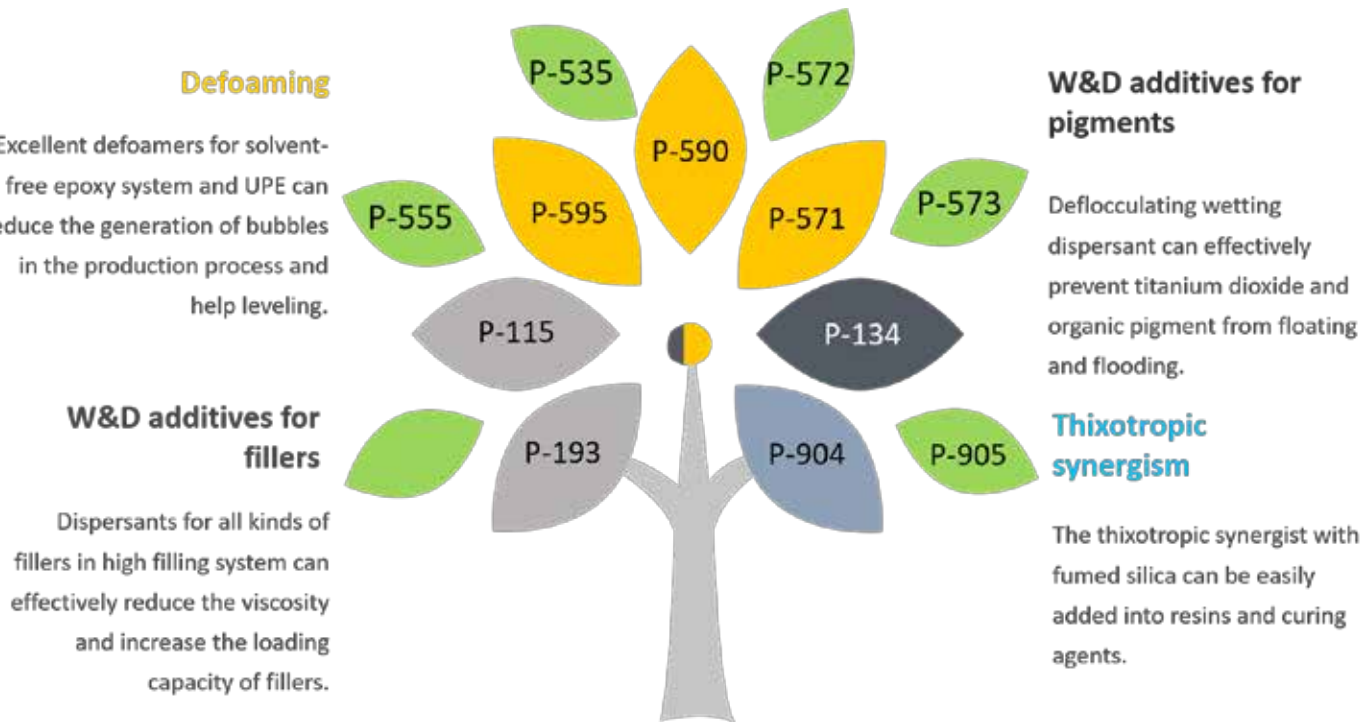 Defoaming
Excellent defoamers for solvent-
free epoxy system and UPE can
reduce the generation of bubbles
in the production process and
help leveling.
W&D additives for
fillers
Dispersants for all kinds of
fillers in high filling system can
effectively reduce the viscosity
and increase the loading
capacity of fillers.
P-535
P-572
P-590
P-595
P-571
P-555
P-573
P-115
P-134
P-193
P-904
P-905
W&D additives for
pigments
Deflocculating wetting
dispersant can effectively
prevent titanium dioxide and
organic pigment from floating
and flooding.
Thixotropic
synergism
The thixotropic synergist with
fumed silica can be easily
added into resins and curing
agents.